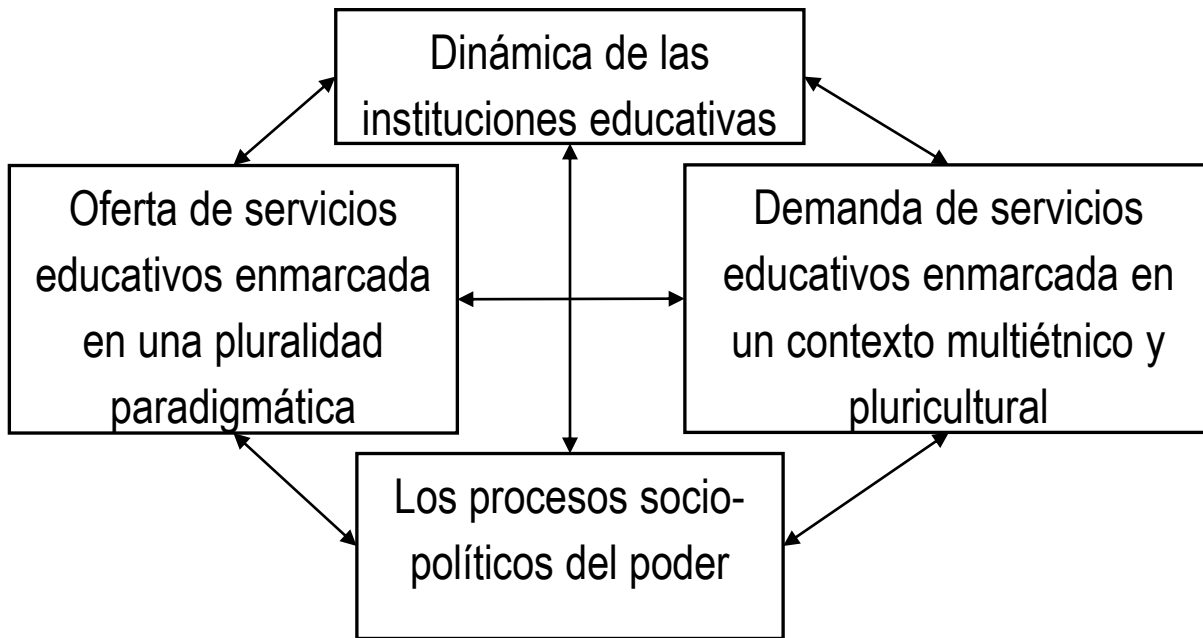 Dinámica de las
instituciones educativas
Oferta de servicios
educativos enmarcada
en una pluralidad
paradigmática
Demanda de servicios
educativos enmarcada en
un contexto multiétnico y
pluricultural
Los procesos socio-
políticos del poder